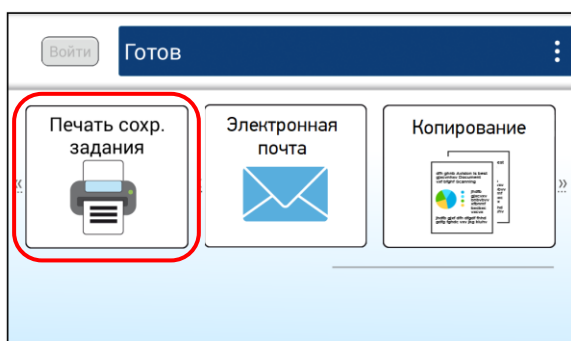 Войти
Готов
«
Печать сохр.
задания
Электронная
почта
Копирование
»